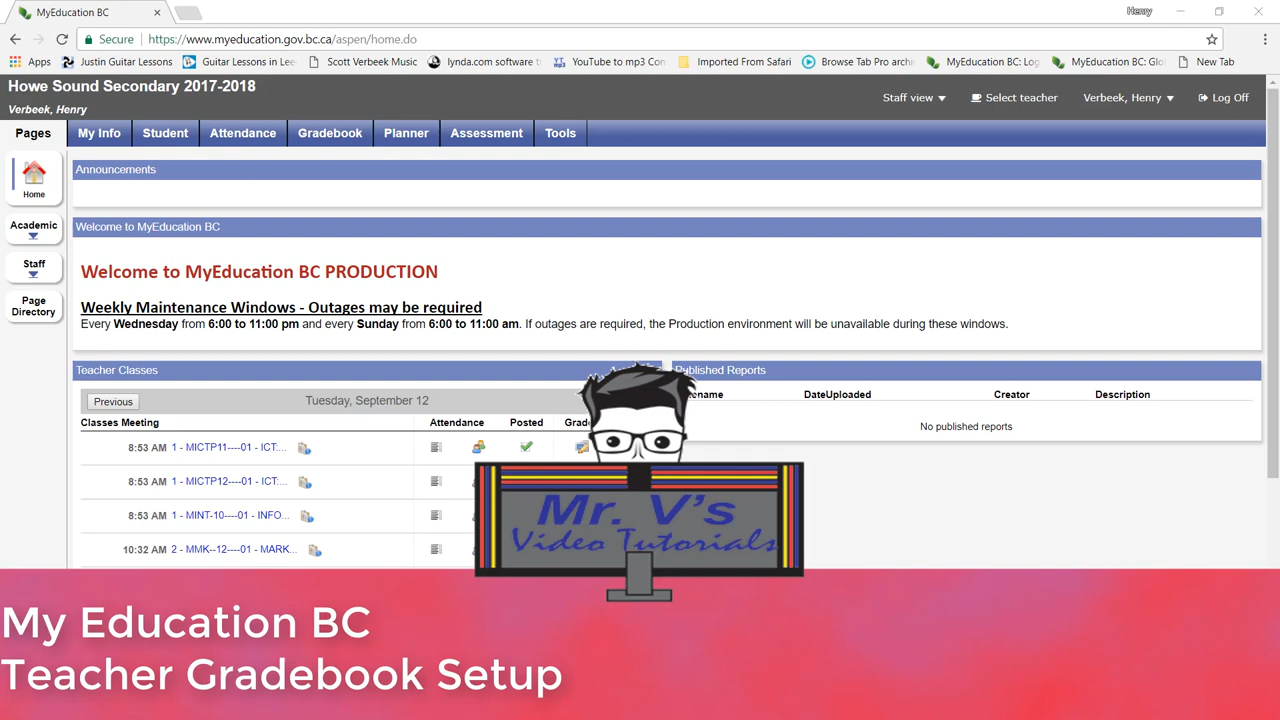 MyEducation BC
Henry
Secure https://www.myeducation.gov.bc.ca/aspen/home.do
Apps Justin Guitar Lessons Guitar Lessons in Lee Scott Verbeek Music lynda.com software t YouTube to mp3 Con Imported From Safari Browse Tab Pro archi MyEducation BC: Log MyEducation BC: Glo New Tab
Howe Sound Secondary 2017-2018
Verbeek, Henry
Staff view Select teacher Verbeek, Henry Log Off
Pages My Info Student Attendance Gradebook Planner Assessment Tools
Home
Academic
Staff
Page
Directory
Announcements
Welcome to MyEducation BC
Welcome to MyEducation BC PRODUCTION
Weekly Maintenance Windows - Outages may be required
Every Wednesday from 6:00 to 11:00 pm and every Sunday from 6:00 to 11:00 am. If outages are required, the Production environment will be unavailable during these windows.
Teacher Classes
Previous Tuesday, September 12
Classes Meeting Attendance Posted Grade
8:53 AM 1 - MICTP11----01 - ICT:...
8:53 AM 1 - MICTP12----01 - ICT:...
8:53 AM 1 - MINT-10----01 - INFO...
10:32 AM 2 - MMK--12----01 - MARK...
Published Reports
ename DateUploaded Creator Description
No published reports
Mr. V's
Video Tutorials
My Education BC
Teacher Gradebook Setup